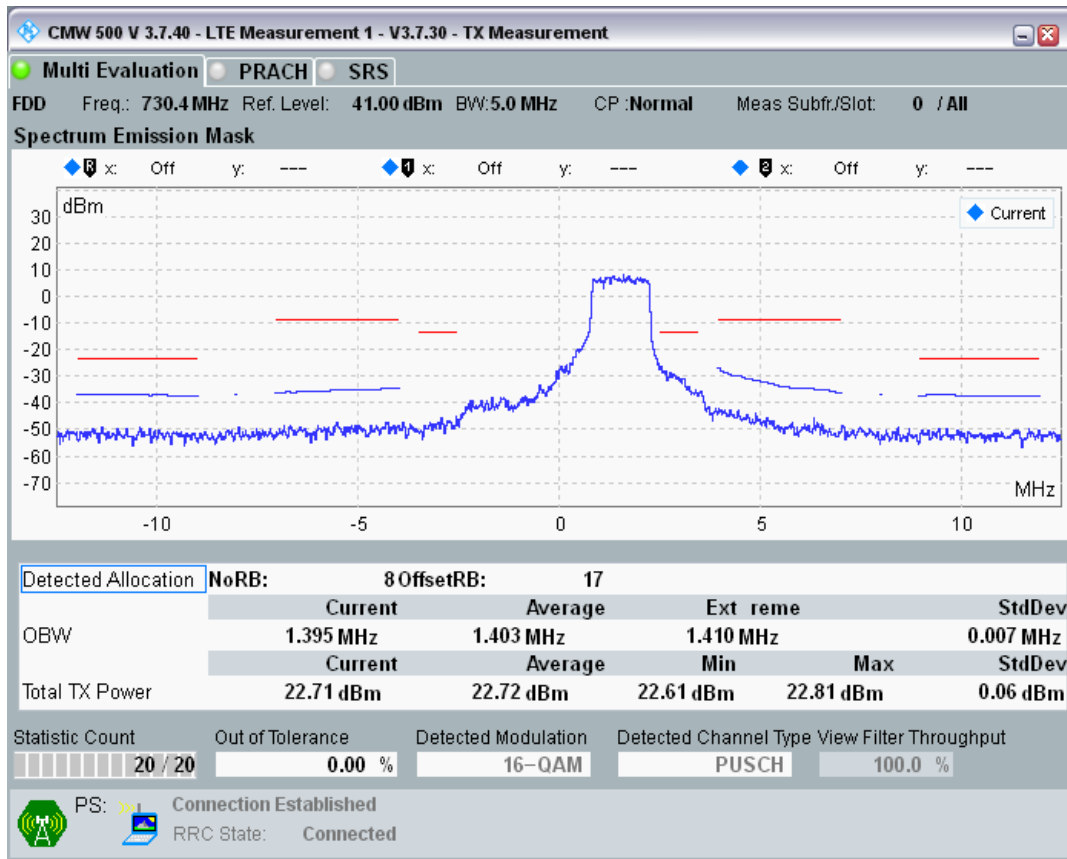 CMW 500 V 3.7.40 - LTE Measurement 1 - V3.7.30 - TX Measurement
Multi Evaluation PRACH SRS
FDD Freq.: 730.4 MHz Ref. Level: 41.00 dBm BW: 5.0 MHz CP :Normal Meas Subfr./Slot: 0 / All
Spectrum Emission Mask
R x: Off y: --- 1 x: Off y: --- 2 x: Off y: ---
dBm
Current
30
20
10
0
-10
-20
-30
-40
-50
-60
-70
MHz
-10 -5 0 5 10
Detected Allocation NoRB: 8 OffsetRB: 17
Current Average Ext reme StdDev
OBW 1.395 MHz 1.403 MHz 1.410 MHz 0.007 MHz
Current Average Min Max StdDev
Total TX Power 22.71 dBm 22.72 dBm 22.61 dBm 22.81 dBm 0.06 dBm
Statistic Count Out of Tolerance Detected Modulation Detected Channel Type View Filter Throughput
20 / 20 0.00 % 16-QAM PUSCH 100.0 %
PS: Connection Established
RRC State: Connected